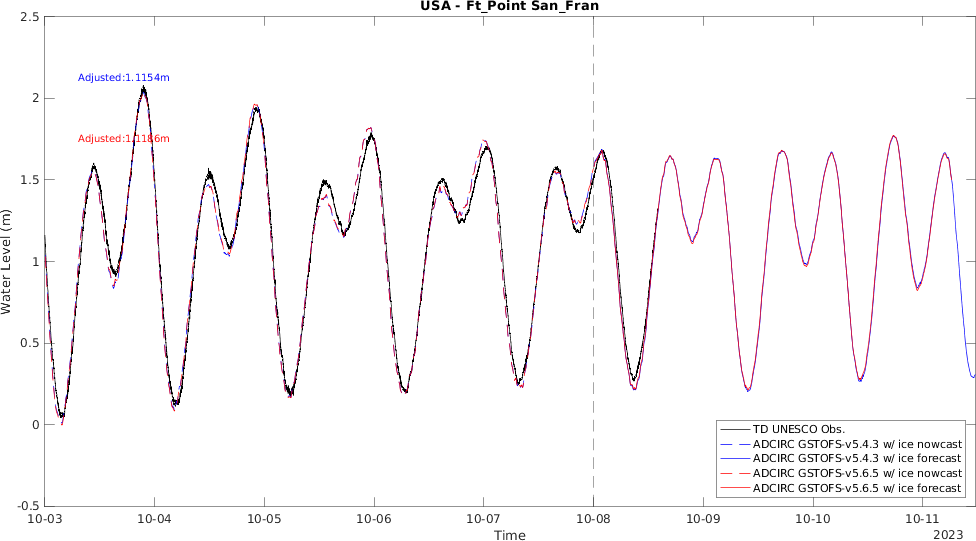 USA - Ft_Point San_Fran
2.5
Adjusted:1.1154m
2
Adjusted:1.1186m
1.5
Water Level (m)
1
0.5
0
TD UNESCO Obs.
ADCIRC GSTOFS-v5.4.3 w/ ice nowcast
ADCIRC GSTOFS-v5.4.3 w/ ice forecast
ADCIRC GSTOFS-v5.6.5 w/ ice nowcast
ADCIRC GSTOFS-v5.6.5 w/ ice forecast
-0.5
10-03 10-04 10-05 10-06 10-07 10-08 10-09 10-10 10-11
Time
2023